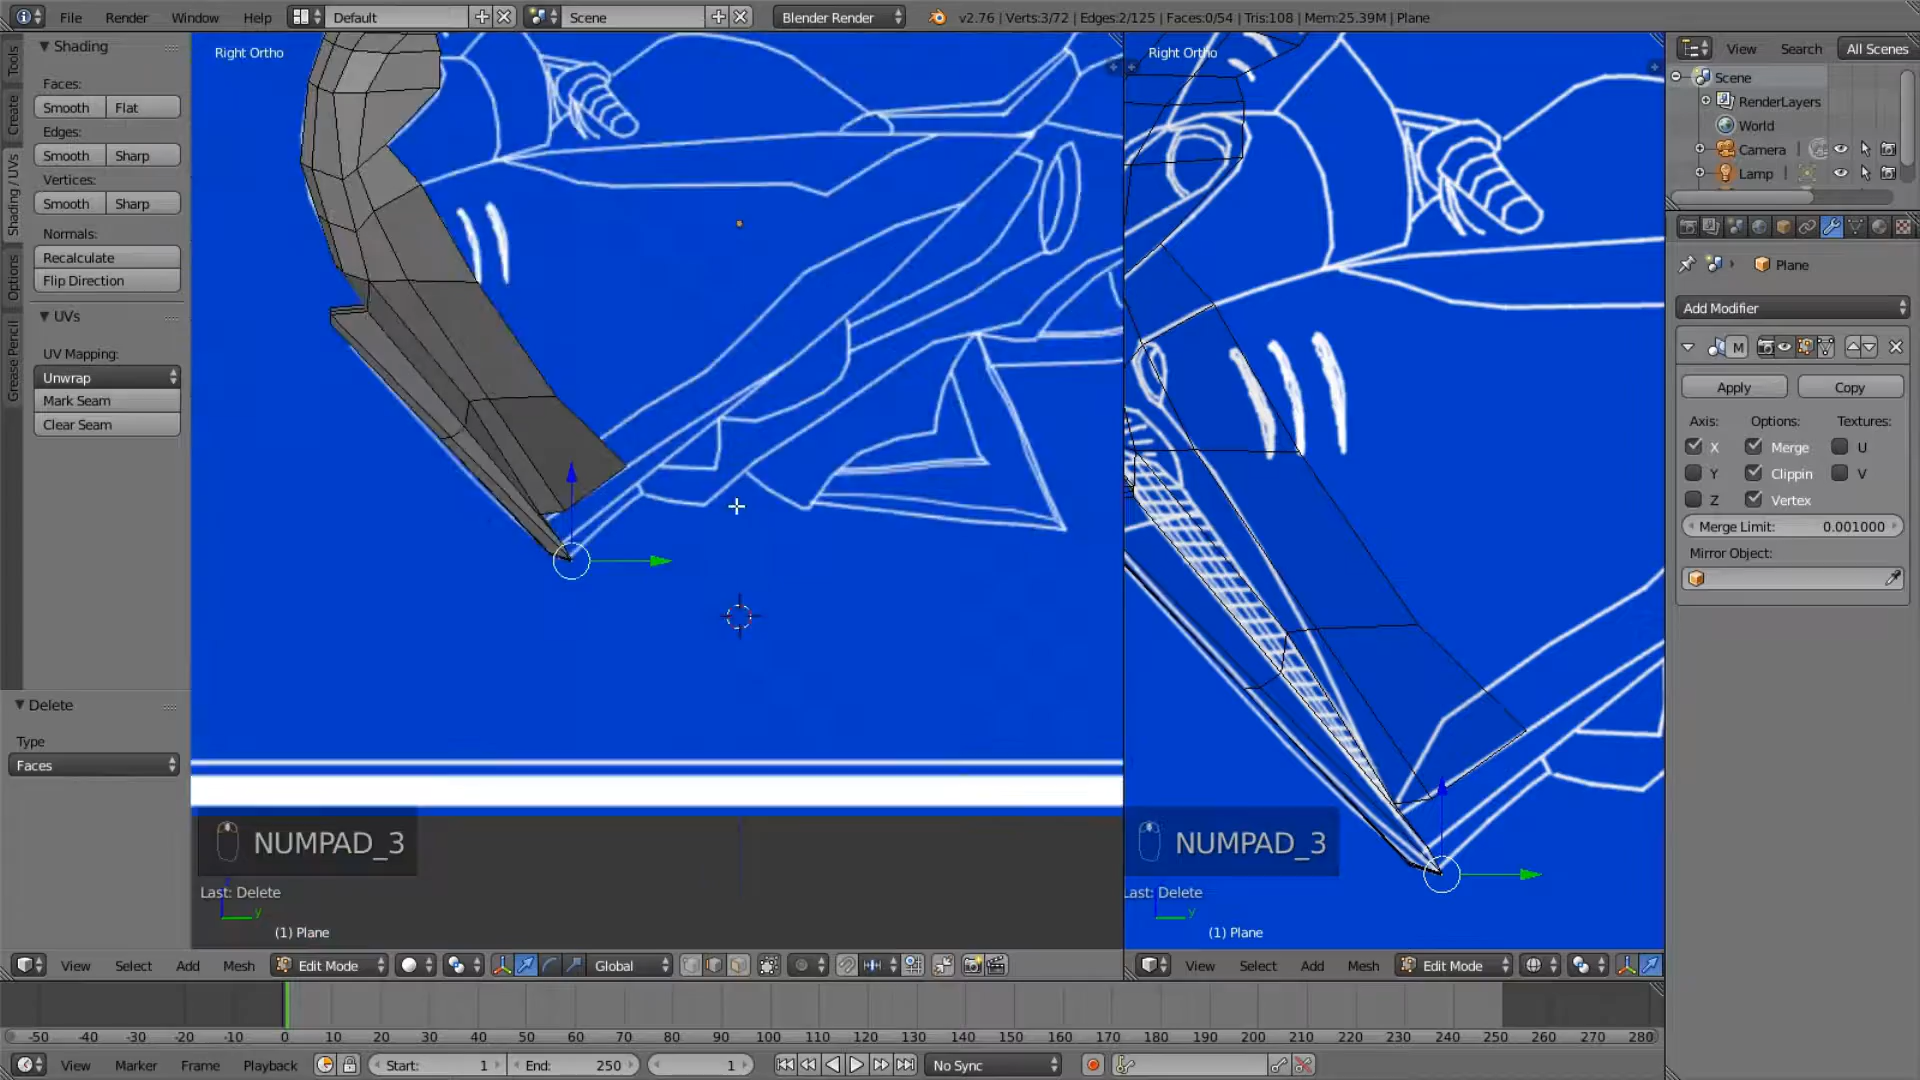 File Render Window Help Default Scene Blender Render v2.76 | Verts:3/72 | Edges:2/125 | Faces:0/54 | Tris:108 | Mem:25.39M | Plane
Tools
Create
Shading / UVs
Options
Grease Pencil
Shading
Faces:
Smooth Flat
Edges:
Smooth Sharp
Vertices:
Smooth Sharp
Normals:
Recalculate
Flip Direction
UVs
UV Mapping:
Unwrap
Mark Seam
Clear Seam
Delete
Type
Faces
Right Ortho
NUMPAD_3
Last: Delete
y
(1) Plane
View Select Add Mesh Edit Mode Global
Right Ortho
NUMPAD_3
Last: Delete
y
(1) Plane
View Select Add Mesh Edit Mode
View Search All Scenes
Scene
RenderLayers
World
Camera
Lamp
Plane
Add Modifier
M
Apply Copy
Axis: Options: Textures:
X Merge U
Y Clippin V
Z Vertex
Merge Limit: 0.001000
Mirror Object:
-50 -40 -30 -20 -10 0 10 20 30 40 50 60 70 80 90 100 110 120 130 140 150 160 170 180 190 200 210 220 230 240 250 260 270 280
View Marker Frame Playback Start: 1 End: 250 1 No Sync